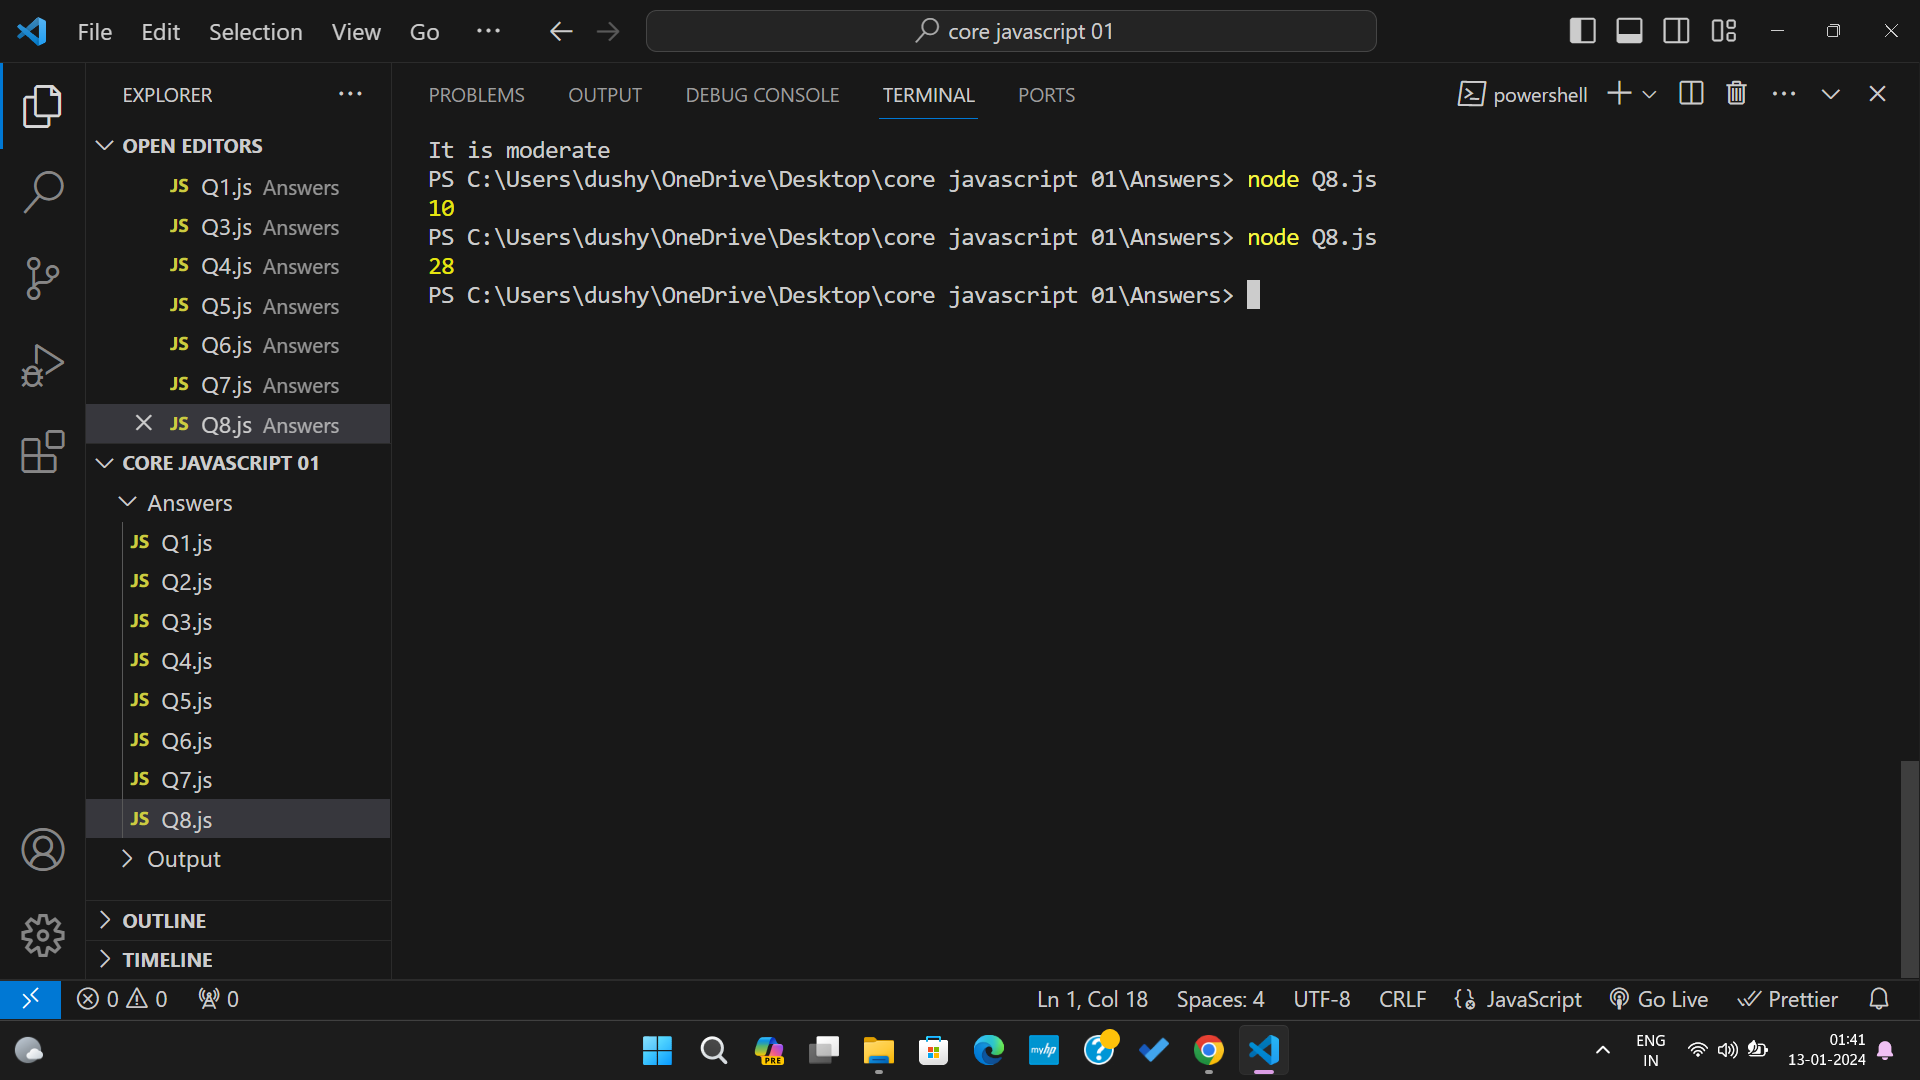 File Edit Selection View Go ··· core javascript 01
EXPLORER ···
OPEN EDITORS
JS Q1.js Answers
JS Q3.js Answers
JS Q4.js Answers
JS Q5.js Answers
JS Q6.js Answers
JS Q7.js Answers
JS Q8.js Answers
CORE JAVASCRIPT 01
Answers
JS Q1.js
JS Q2.js
JS Q3.js
JS Q4.js
JS Q5.js
JS Q6.js
JS Q7.js
JS Q8.js
Output
OUTLINE
TIMELINE
PROBLEMS OUTPUT DEBUG CONSOLE TERMINAL PORTS powershell
It is moderate
PS C:\Users\dushy\OneDrive\Desktop\core javascript 01\Answers> node Q8.js
10
PS C:\Users\dushy\OneDrive\Desktop\core javascript 01\Answers> node Q8.js
28
PS C:\Users\dushy\OneDrive\Desktop\core javascript 01\Answers>
0 0 0 Ln 1, Col 18 Spaces: 4 UTF-8 CRLF JavaScript Go Live Prettier
PRE myhp
ENG
IN
01:41
13-01-2024